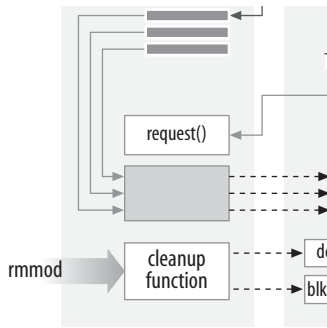 request()
rmmod
cleanup
function
blk